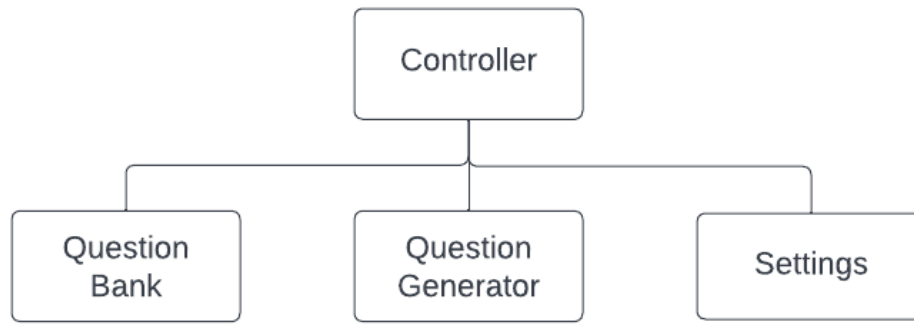 Controller
Question
Bank
Question
Generator
Settings